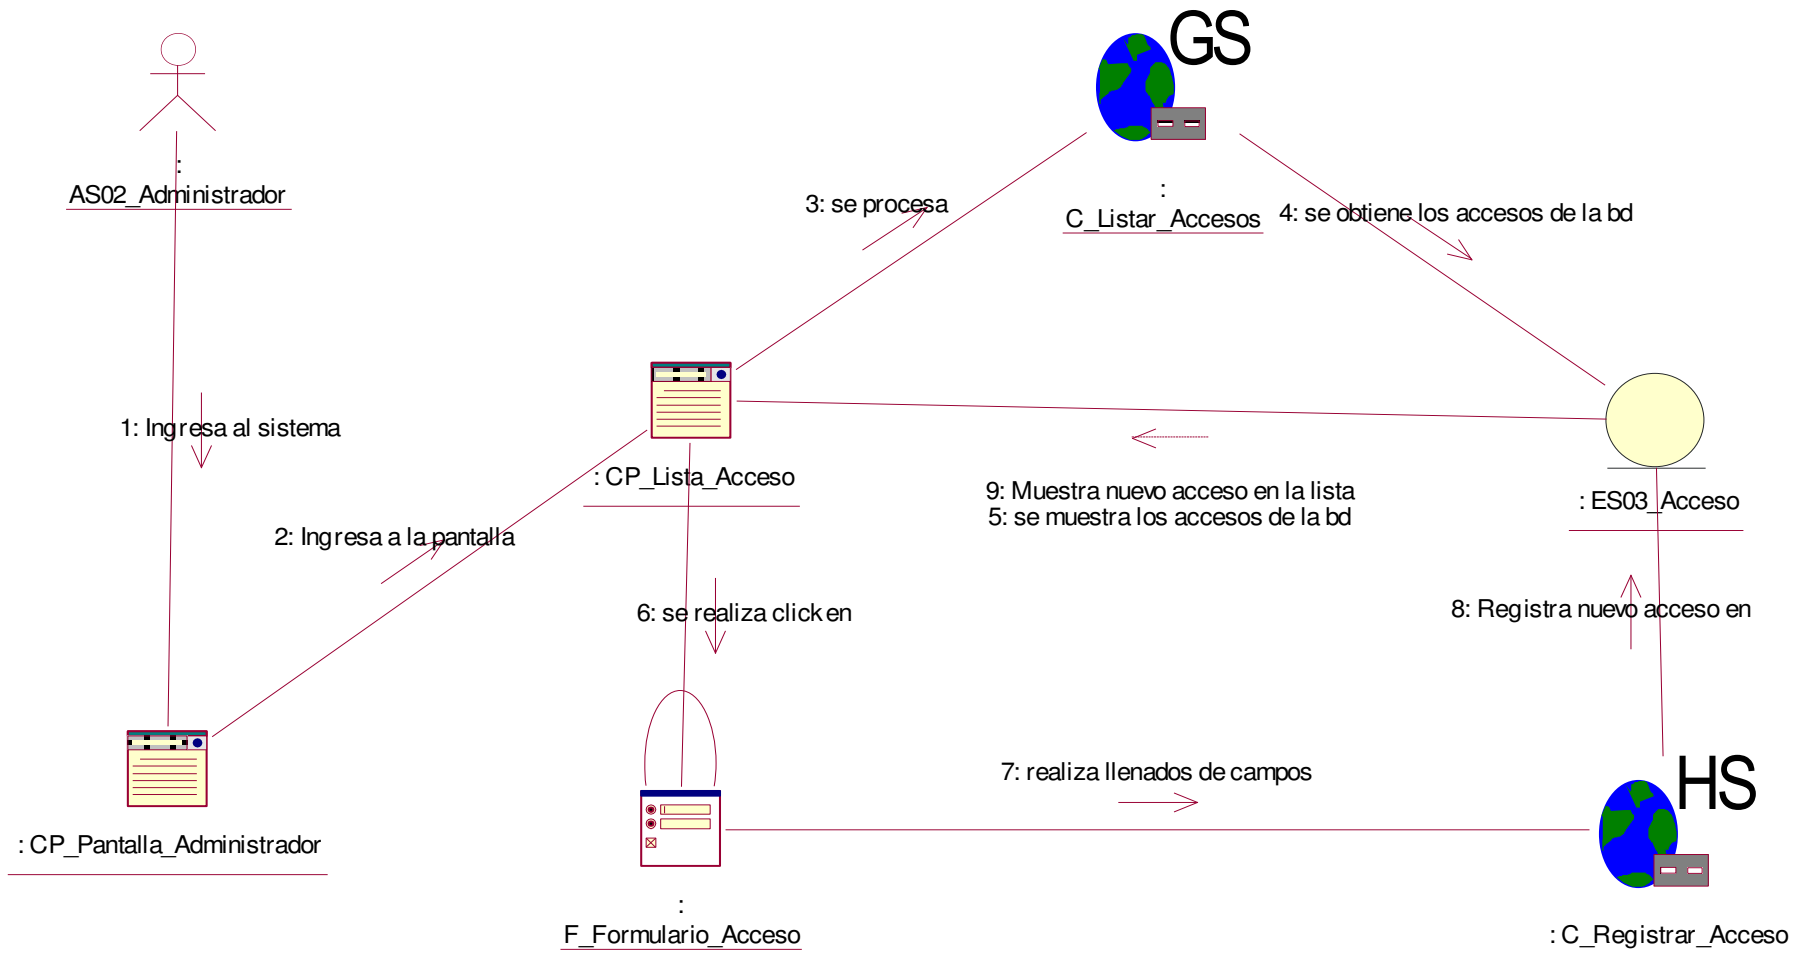 GS
:
AS02_Administrador
:
C_Listar_Accesos
3: se procesa
4: se obtiene los accesos de la bd
1: Ingresa al sistema
: CP_Lista_Acceso
9: Muestra nuevo acceso en la lista
5: se muestra los accesos de la bd
: ES03_Acceso
2: Ingresa a la pantalla
6: se realiza click en
8: Registra nuevo acceso en
7: realiza llenados de campos
HS
: CP_Pantalla_Administrador
:
F_Formulario_Acceso
: C_Registrar_Acceso